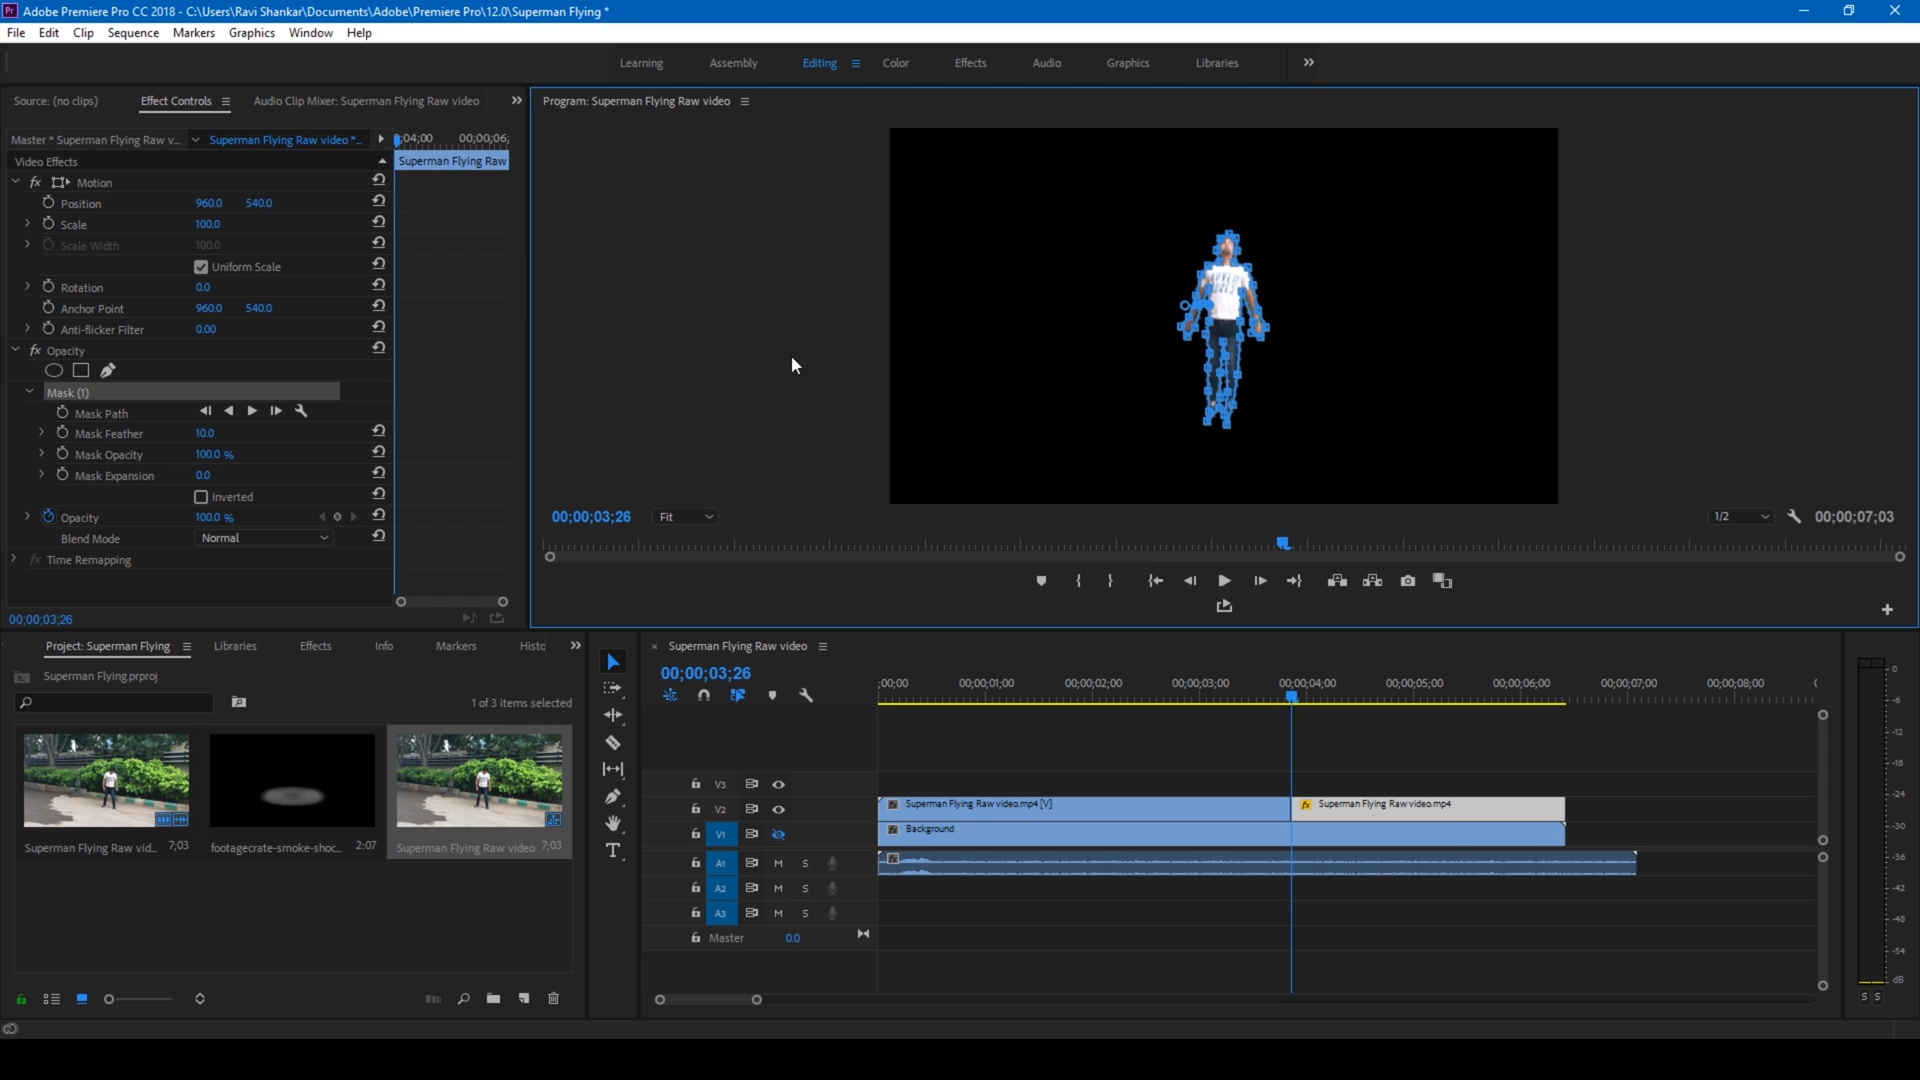 Adobe Premiere Pro CC 2018 - C:\Users\Ravi Shankar\Documents\Adobe\Premiere Pro\12.0\Superman Flying *
File Edit Clip Sequence Markers Graphics Window Help
Learning Assembly Editing Color Effects Audio Graphics Libraries
Source: (no clips) Effect Controls Audio Clip Mixer: Superman Flying Raw video
Program: Superman Flying Raw video
Master * Superman Flying Raw v... Superman Flying Raw video *... ;04;00 00;00;06;
Video Effects Superman Flying Raw
fx Motion
Position 960.0 540.0
Scale 100.0
Scale Width 100.0
Uniform Scale
Rotation 0.0
Anchor Point 960.0 540.0
Anti-flicker Filter 0.00
fx Opacity
Mask (1)
Mask Path
Mask Feather 10.0
Mask Opacity 100.0 %
Mask Expansion 0.0
Inverted
Opacity 100.0 %
Blend Mode Normal
fx Time Remapping
00;00;03;26
00;00;03;26 Fit 1/2 00;00;07;03
Project: Superman Flying Libraries Effects Info Markers Histo
Superman Flying.prproj
1 of 3 items selected
Superman Flying Raw vid... 7;03
footagecrate-smoke-shoc... 2:07
Superman Flying Raw video 7;03
Superman Flying Raw video
00;00;03;26
;00;00 00;00;01;00 00;00;02;00 00;00;03;00 00;00;04;00 00;00;05;00 00;00;06;00 00;00;07;00 00;00;08;00
V3
V2 fx Superman Flying Raw video.mp4 [V] fx Superman Flying Raw video.mp4
V1 fx Background
A1 M S fx
A2 M S
A3 M S
Master 0.0
0
-6
-12
-18
-24
-30
-36
-42
-48
-54
dB
S S